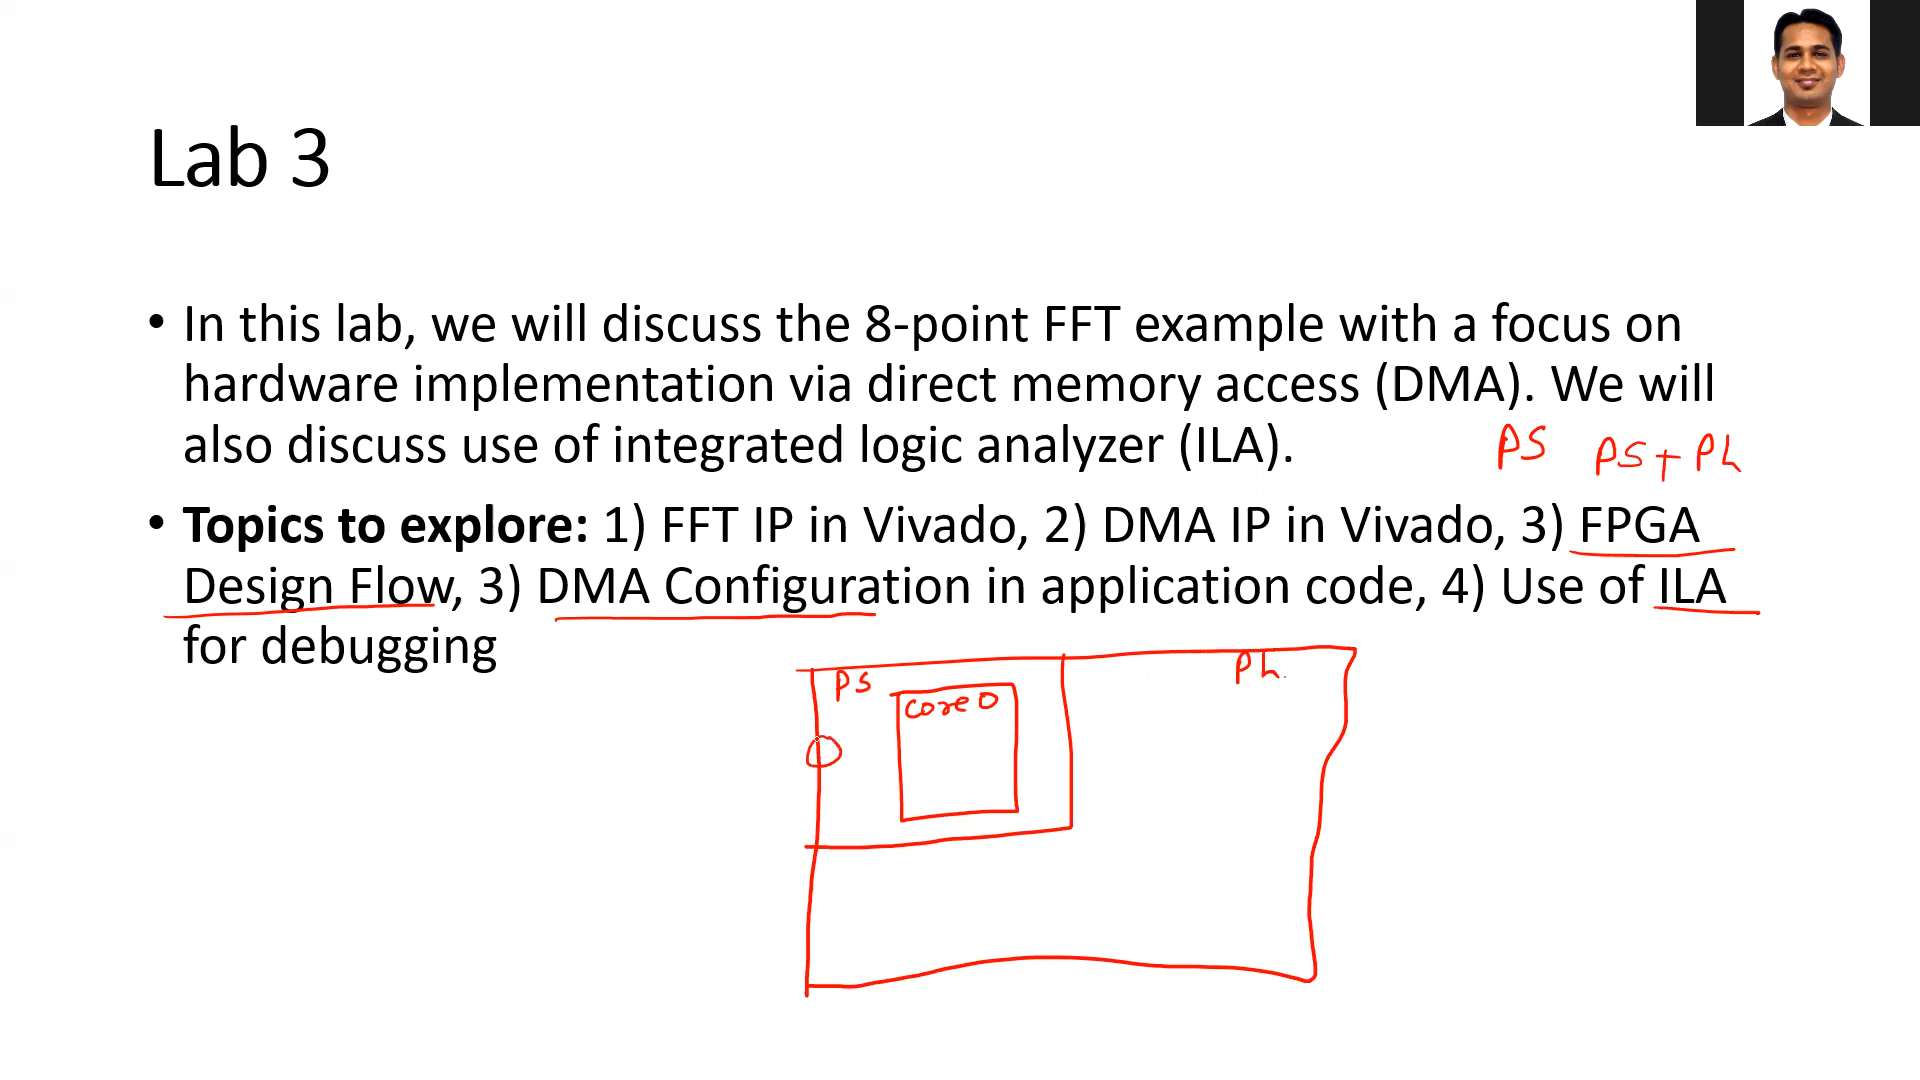 Lab 3
• In this lab, we will discuss the 8-point FFT example with a focus on
hardware implementation via direct memory access (DMA). We will
also discuss use of integrated logic analyzer (ILA).
PS PS + PL
• Topics to explore: 1) FFT IP in Vivado, 2) DMA IP in Vivado, 3) FPGA
Design Flow, 3) DMA Configuration in application code, 4) Use of ILA
for debugging
PS
PL
Core 0